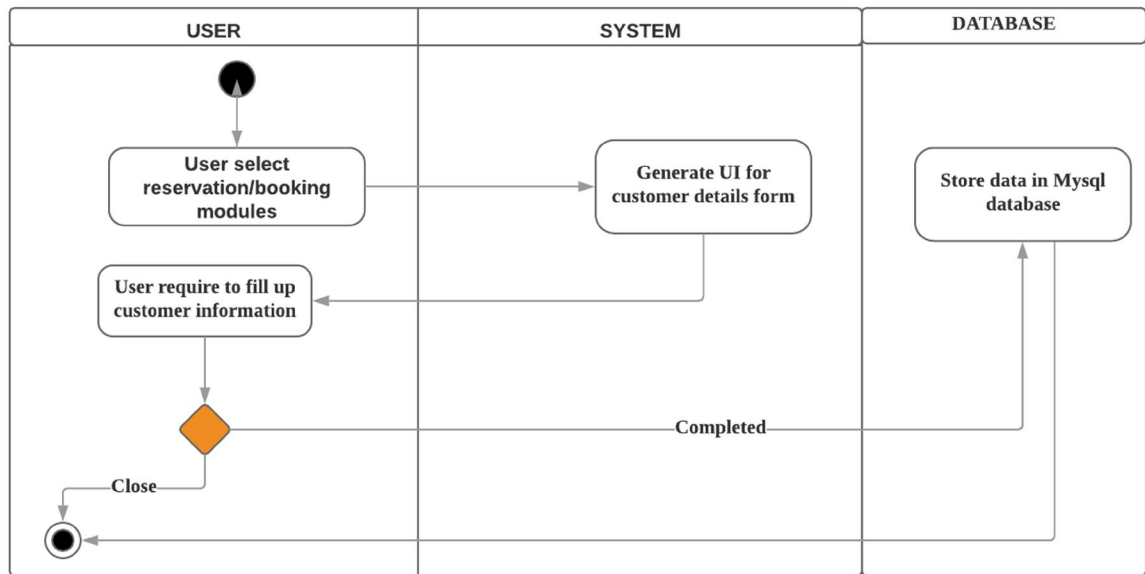 USER
SYSTEM
DATABASE
User select
reservation/booking
modules
Generate UI for
customer details form
Store data in Mysql
database
User require to fill up
customer information
Completed
Close